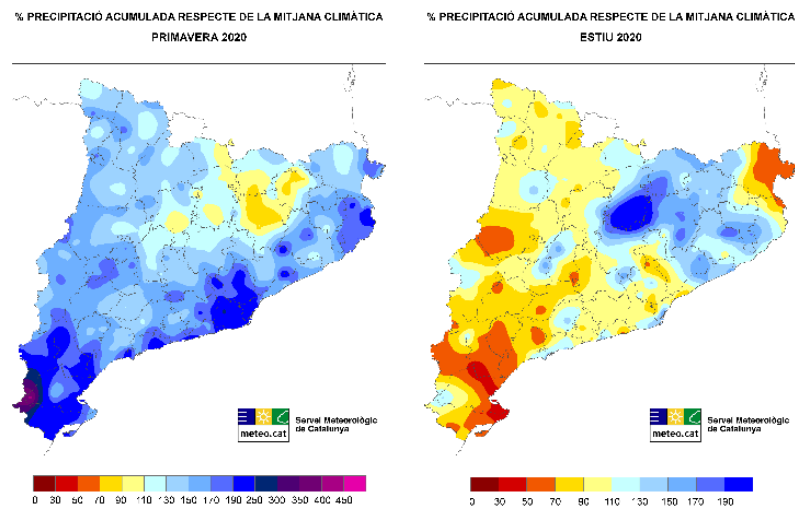 % PRECIPITACIÓ ACUMULADA RESPECTE DE LA MITJANA CLIMÀTICA
PRIMAVERA 2020
meteo.cat
Servei Meteorològic
de Catalunya
0 30 50 70 90 110 130 150 170 190 250 300 350 400 450
% PRECIPITACIÓ ACUMULADA RESPECTE DE LA MITJANA CLIMÀTICA
ESTIU 2020
meteo.cat
Servei Meteorològic
de Catalunya
0 30 50 70 90 110 130 150 170 190